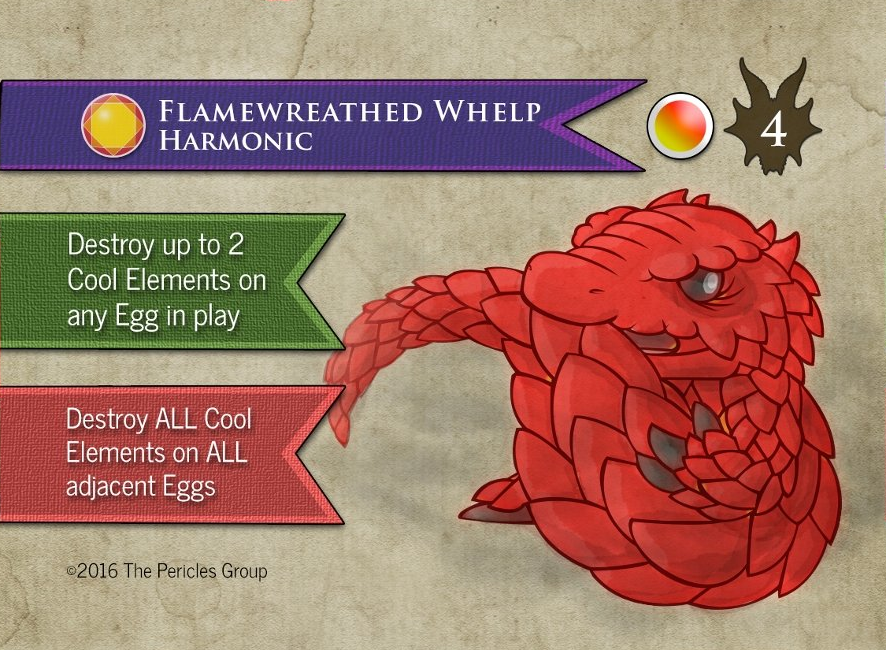 Flamewreathed Whelp
Harmonic
4
Destroy up to 2
Cool Elements on
any Egg in play
Destroy ALL Cool
Elements on ALL
adjacent Eggs
©2016 The Pericles Group